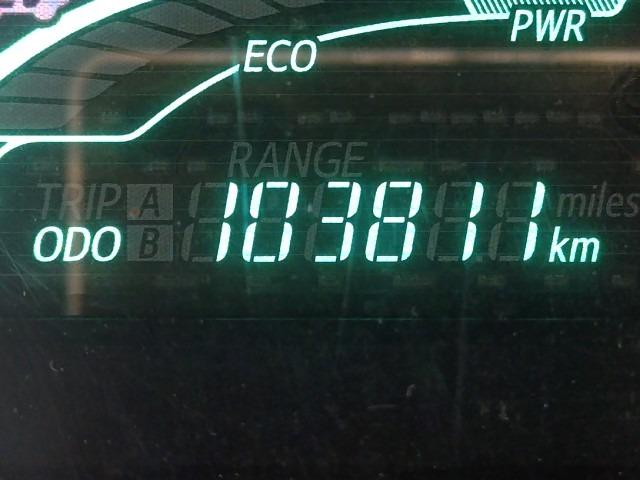 PWR
ECO
RANGE
TRIP A miles
ODO B 103811 km